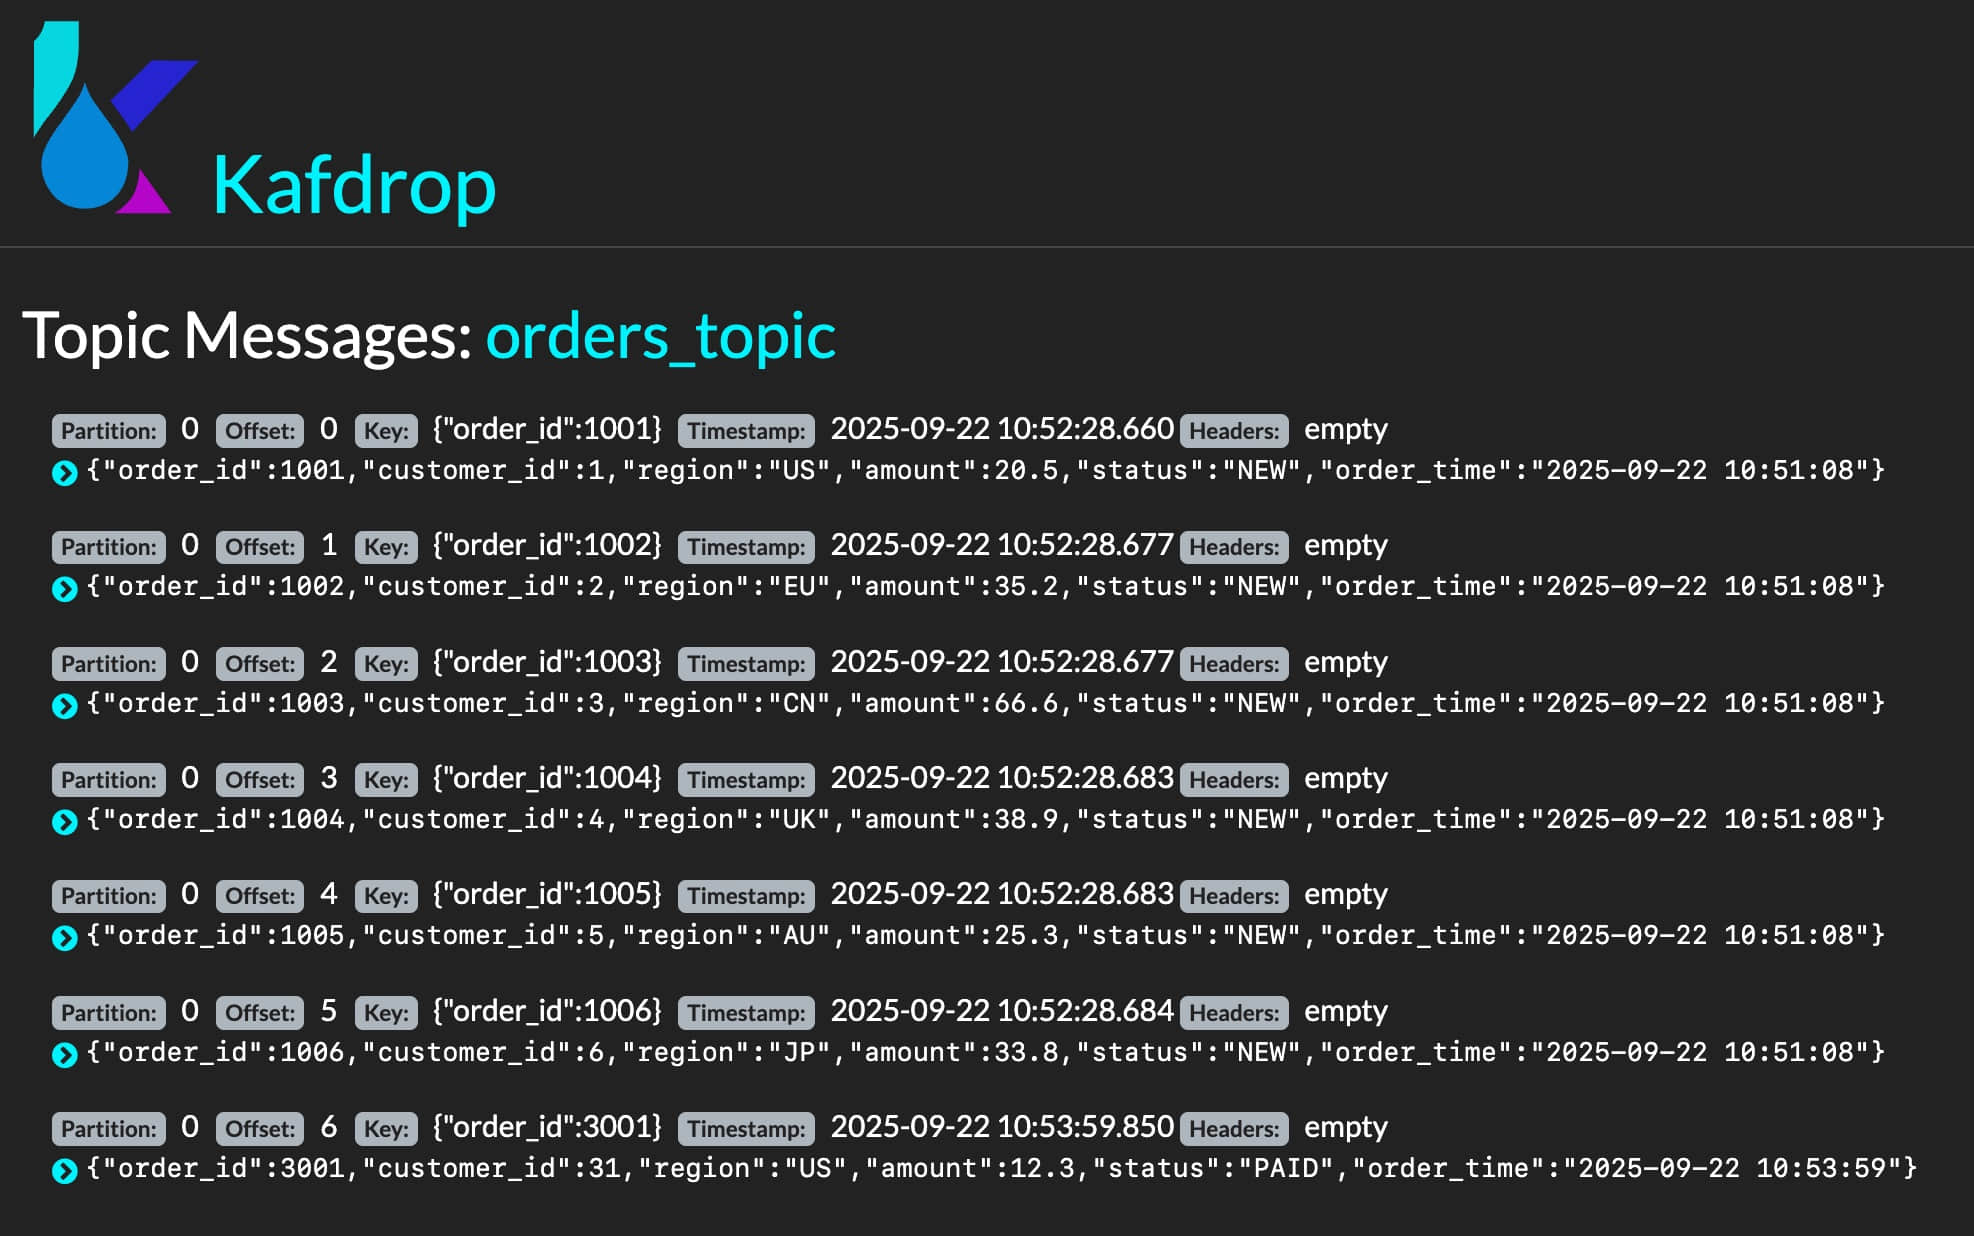 Kafdrop
Topic Messages: orders_topic
Partition: 0 Offset: 0 Key: {"order_id":1001} Timestamp: 2025-09-22 10:52:28.660 Headers: empty
{"order_id":1001,"customer_id":1,"region":"US","amount":20.5,"status":"NEW","order_time":"2025-09-22 10:51:08"}
Partition: 0 Offset: 1 Key: {"order_id":1002} Timestamp: 2025-09-22 10:52:28.677 Headers: empty
{"order_id":1002,"customer_id":2,"region":"EU","amount":35.2,"status":"NEW","order_time":"2025-09-22 10:51:08"}
Partition: 0 Offset: 2 Key: {"order_id":1003} Timestamp: 2025-09-22 10:52:28.677 Headers: empty
{"order_id":1003,"customer_id":3,"region":"CN","amount":66.6,"status":"NEW","order_time":"2025-09-22 10:51:08"}
Partition: 0 Offset: 3 Key: {"order_id":1004} Timestamp: 2025-09-22 10:52:28.683 Headers: empty
{"order_id":1004,"customer_id":4,"region":"UK","amount":38.9,"status":"NEW","order_time":"2025-09-22 10:51:08"}
Partition: 0 Offset: 4 Key: {"order_id":1005} Timestamp: 2025-09-22 10:52:28.683 Headers: empty
{"order_id":1005,"customer_id":5,"region":"AU","amount":25.3,"status":"NEW","order_time":"2025-09-22 10:51:08"}
Partition: 0 Offset: 5 Key: {"order_id":1006} Timestamp: 2025-09-22 10:52:28.684 Headers: empty
{"order_id":1006,"customer_id":6,"region":"JP","amount":33.8,"status":"NEW","order_time":"2025-09-22 10:51:08"}
Partition: 0 Offset: 6 Key: {"order_id":3001} Timestamp: 2025-09-22 10:53:59.850 Headers: empty
{"order_id":3001,"customer_id":31,"region":"US","amount":12.3,"status":"PAID","order_time":"2025-09-22 10:53:59"}